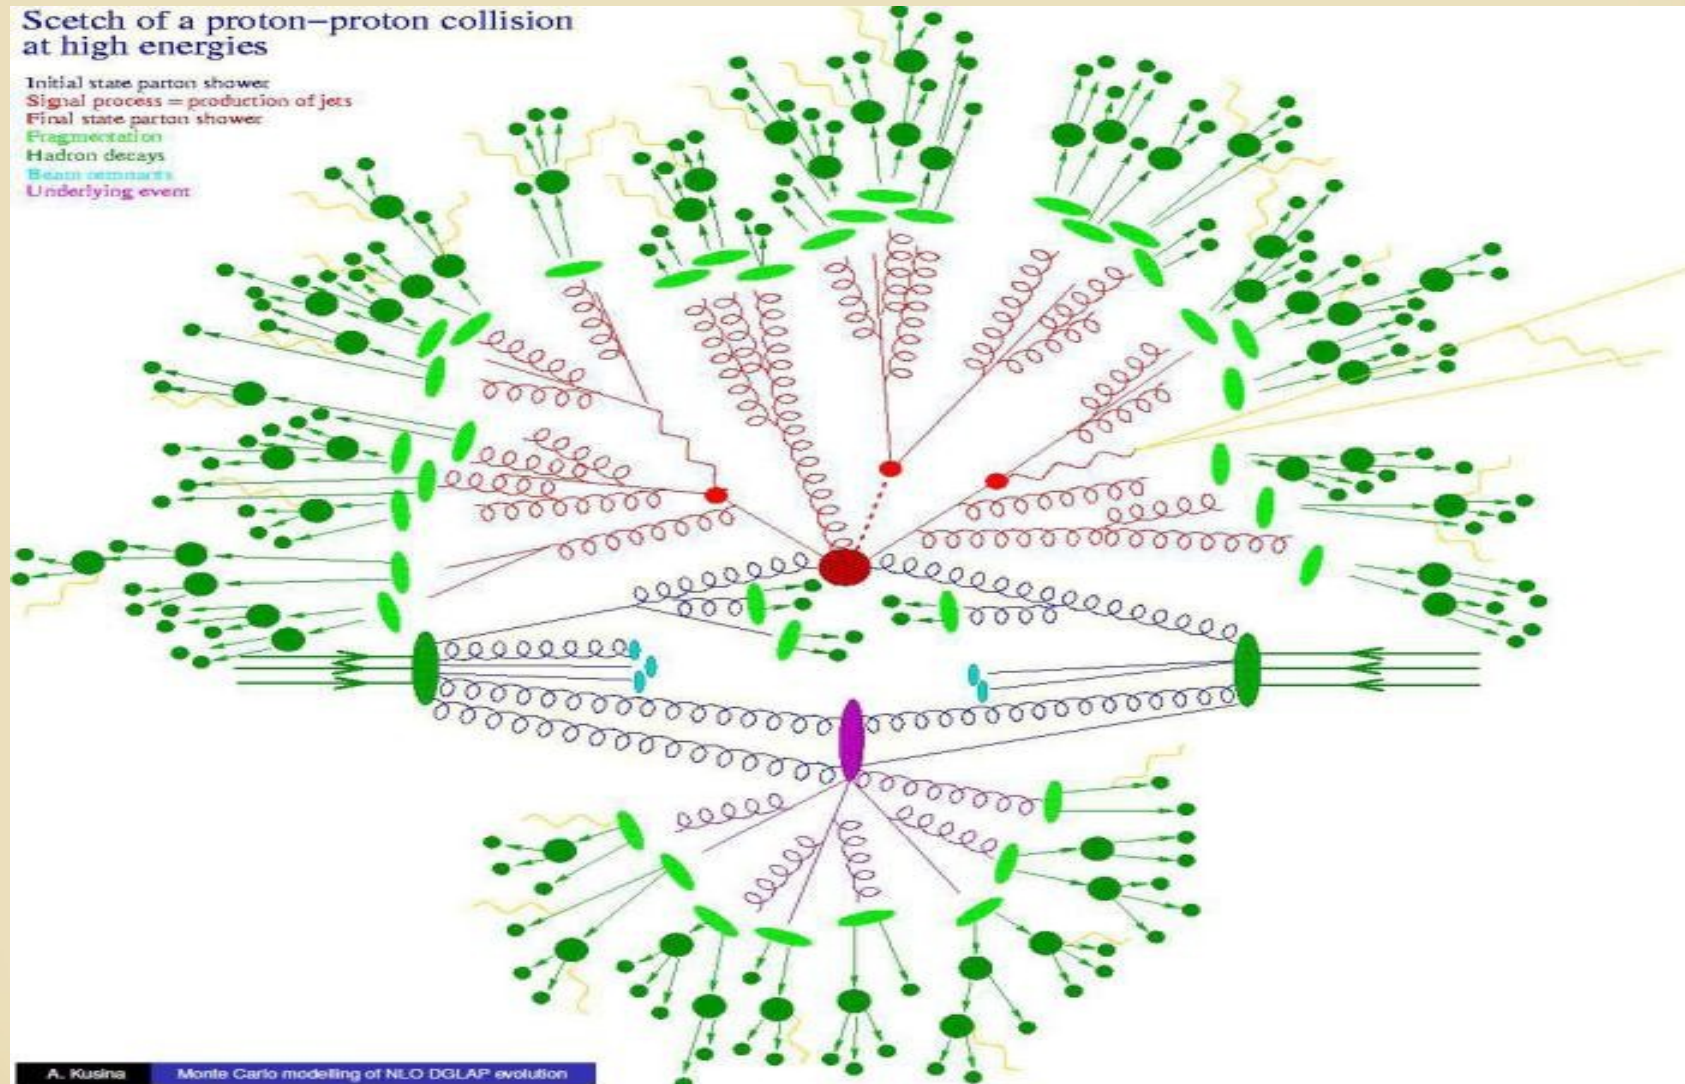 Scetch of a proton–proton collision
at high energies
Initial state parton shower
Signal process = production of jets
Final state parton shower
Fragmentation
Hadron decays
Beam remnants
Underlying event
A. Kusina Monte Carlo modelling of NLO DGLAP evolution